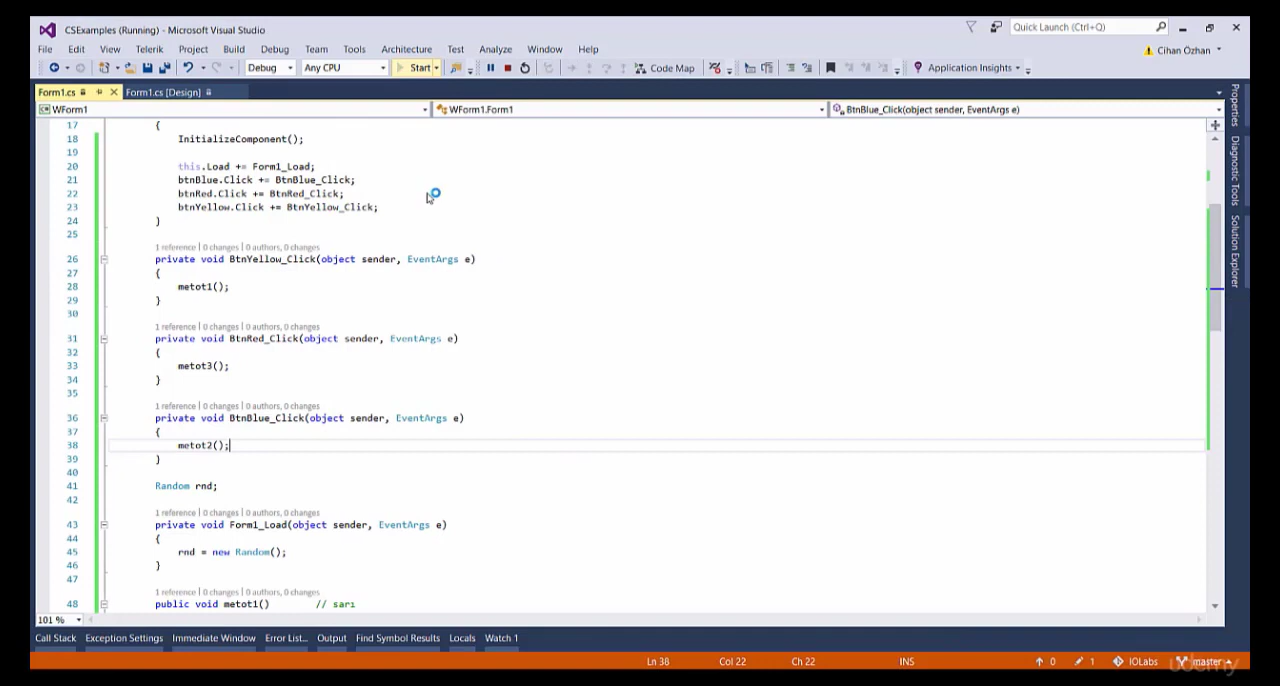 CSExamples (Running) - Microsoft Visual Studio
Quick Launch (Ctrl+Q)
File Edit View Telerik Project Build Debug Team Tools Architecture Test Analyze Window Help
Cihan Özhan
Debug Any CPU Start Code Map Application Insights
Form1.cs Form1.cs [Design]
WForm1 WForm1.Form1 BtnBlue_Click(object sender, EventArgs e)
Properties
Diagnostic Tools
Solution Explorer
17 {
18 InitializeComponent();
19
20 this.Load += Form1_Load;
21 btnBlue.Click += BtnBlue_Click;
22 btnRed.Click += BtnRed_Click;
23 btnYellow.Click += BtnYellow_Click;
24 }
25
1 reference | 0 changes | 0 authors, 0 changes
26 private void BtnYellow_Click(object sender, EventArgs e)
27 {
28 metot1();
29 }
30
1 reference | 0 changes | 0 authors, 0 changes
31 private void BtnRed_Click(object sender, EventArgs e)
32 {
33 metot3();
34 }
35
1 reference | 0 changes | 0 authors, 0 changes
36 private void BtnBlue_Click(object sender, EventArgs e)
37 {
38 metot2();
39 }
40
41 Random rnd;
42
1 reference | 0 changes | 0 authors, 0 changes
43 private void Form1_Load(object sender, EventArgs e)
44 {
45 rnd = new Random();
46 }
47
1 reference | 0 changes | 0 authors, 0 changes
48 public void metot1() // sarı
101 %
Call Stack Exception Settings Immediate Window Error List... Output Find Symbol Results Locals Watch 1
Ln 38 Col 22 Ch 22 INS 0 1 IOLabs master
udemy